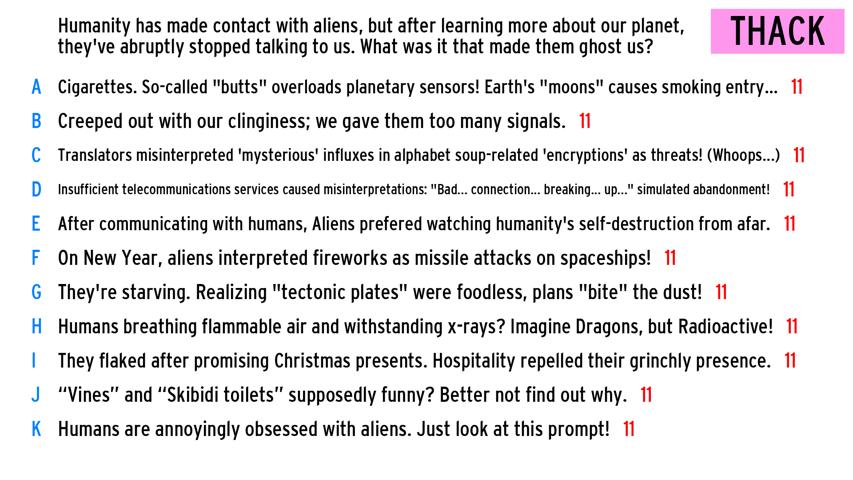 Humanity has made contact with aliens, but after learning more about our planet,
they've abruptly stopped talking to us. What was it that made them ghost us?
THACK
A Cigarettes. So-called "butts" overloads planetary sensors! Earth's "moons" causes smoking entry... 11
B Creeped out with our clinginess; we gave them too many signals. 11
C Translators misinterpreted 'mysterious' influxes in alphabet soup-related 'encryptions' as threats! (Whoops...) 11
D Insufficient telecommunications services caused misinterpretations: "Bad... connection... breaking... up..." simulated abandonment! 11
E After communicating with humans, Aliens prefered watching humanity's self-destruction from afar. 11
F On New Year, aliens interpreted fireworks as missile attacks on spaceships! 11
G They're starving. Realizing "tectonic plates" were foodless, plans "bite" the dust! 11
H Humans breathing flammable air and withstanding x-rays? Imagine Dragons, but Radioactive! 11
I They flaked after promising Christmas presents. Hospitality repelled their grinchly presence. 11
J “Vines” and “Skibidi toilets” supposedly funny? Better not find out why. 11
K Humans are annoyingly obsessed with aliens. Just look at this prompt! 11